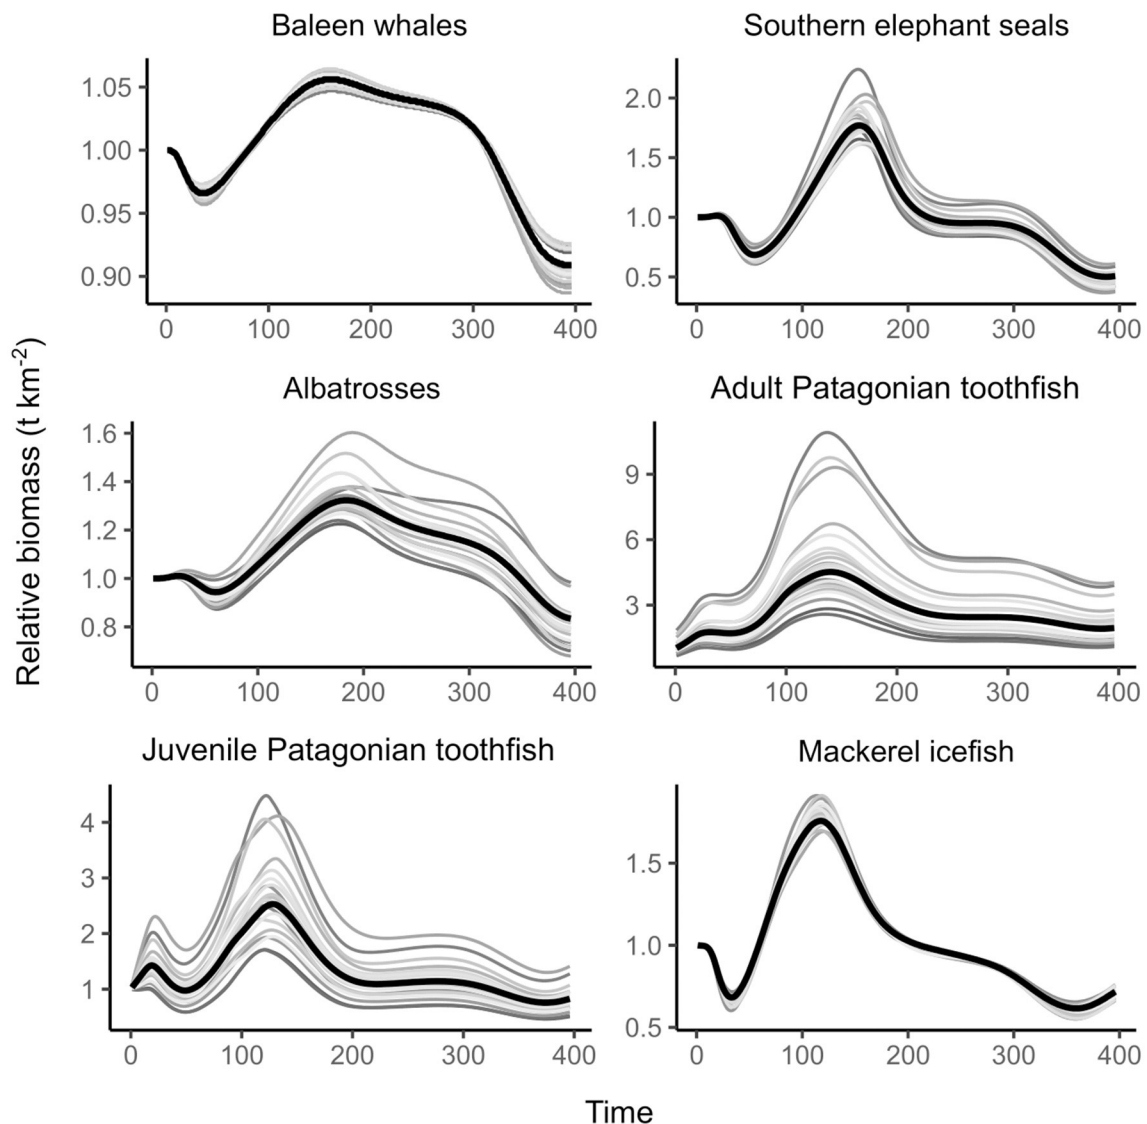 Baleen whales
Southern elephant seals
1.05
1.00
0.95
0.90
0 100 200 300 400
2.0
1.5
1.0
0.5
0 100 200 300 400
Relative biomass (t km⁻²)
Albatrosses
Adult Patagonian toothfish
1.6
1.4
1.2
1.0
0.8
0 100 200 300 400
9
6
3
0 100 200 300 400
Juvenile Patagonian toothfish
Mackerel icefish
4
3
2
1
0 100 200 300 400
1.5
1.0
0.5
0 100 200 300 400
Time